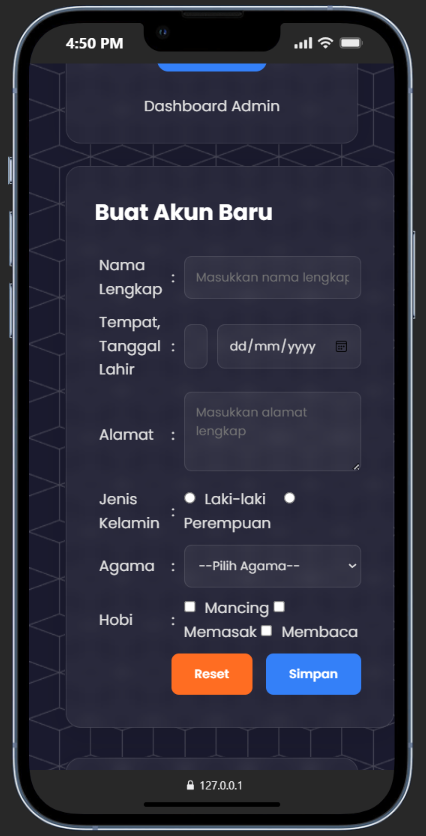 4:50 PM
Dashboard Admin
Buat Akun Baru
Nama
Lengkap : Masukkan nama lengkap
Tempat,
Tanggal : dd/mm/yyyy
Lahir
Alamat : Masukkan alamat
lengkap
Jenis Laki-laki
Kelamin : Perempuan
Agama : --Pilih Agama--
Hobi : Mancing
Memasak Membaca
Reset Simpan
127.0.0.1